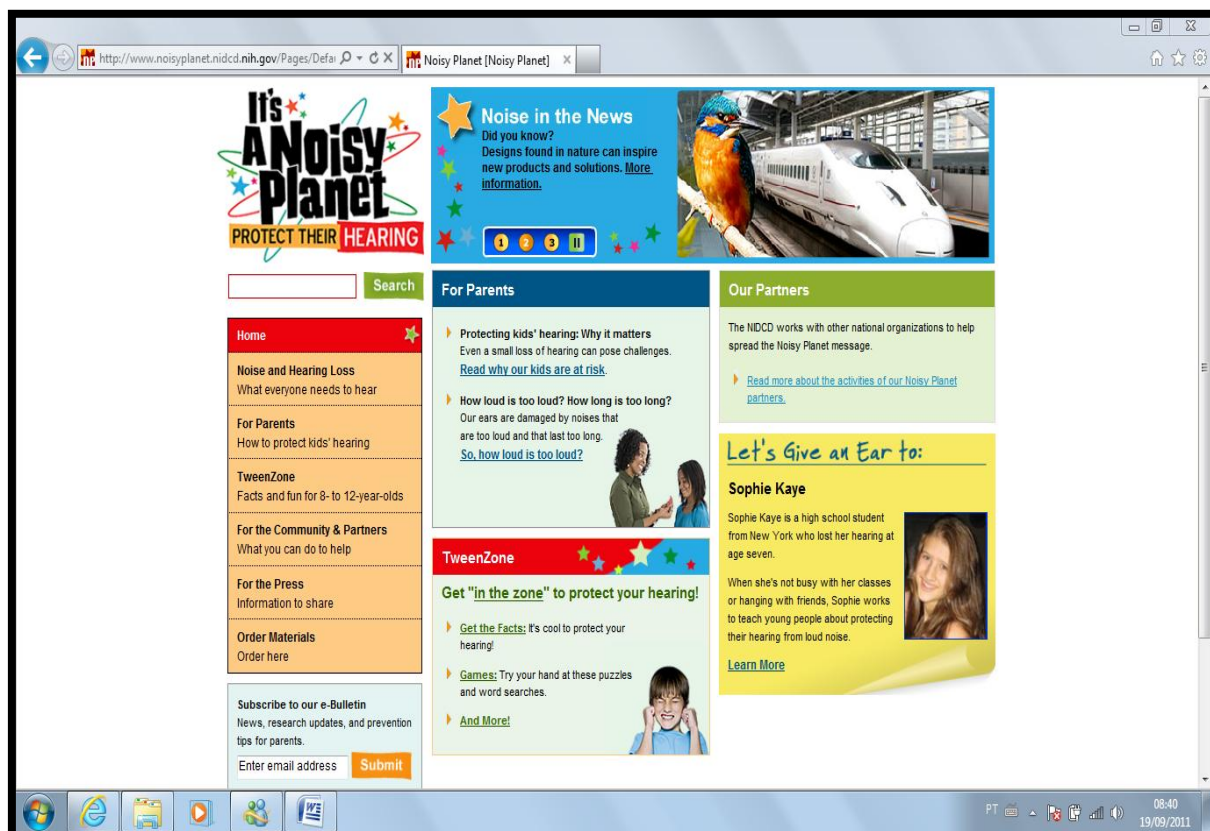 http://www.noisyplanet.nidcd.nih.gov/Pages/Defau
Noisy Planet [Noisy Planet]
It's
A Noisy
Planet
PROTECT THEIR HEARING
Noise in the News
Did you know?
Designs found in nature can inspire
new products and solutions. More
information.
1 2 3
Search
Home
Noise and Hearing Loss
What everyone needs to hear
For Parents
How to protect kids' hearing
TweenZone
Facts and fun for 8- to 12-year-olds
For the Community & Partners
What you can do to help
For the Press
Information to share
Order Materials
Order here
Subscribe to our e-Bulletin
News, research updates, and prevention
tips for parents.
Enter email address
Submit
For Parents
Protecting kids' hearing: Why it matters
Even a small loss of hearing can pose challenges.
Read why our kids are at risk.
How loud is too loud? How long is too long?
Our ears are damaged by noises that
are too loud and that last too long.
So, how loud is too loud?
TweenZone
Get "in the zone" to protect your hearing!
Get the Facts: It's cool to protect your
hearing!
Games: Try your hand at these puzzles
and word searches.
And More!
Our Partners
The NIDCD works with other national organizations to help
spread the Noisy Planet message.
Read more about the activities of our Noisy Planet
partners.
Let's Give an Ear to:
Sophie Kaye
Sophie Kaye is a high school student
from New York who lost her hearing at
age seven.
When she's not busy with her classes
or hanging with friends, Sophie works
to teach young people about protecting
their hearing from loud noise.
Learn More
PT
08:40
19/09/2011